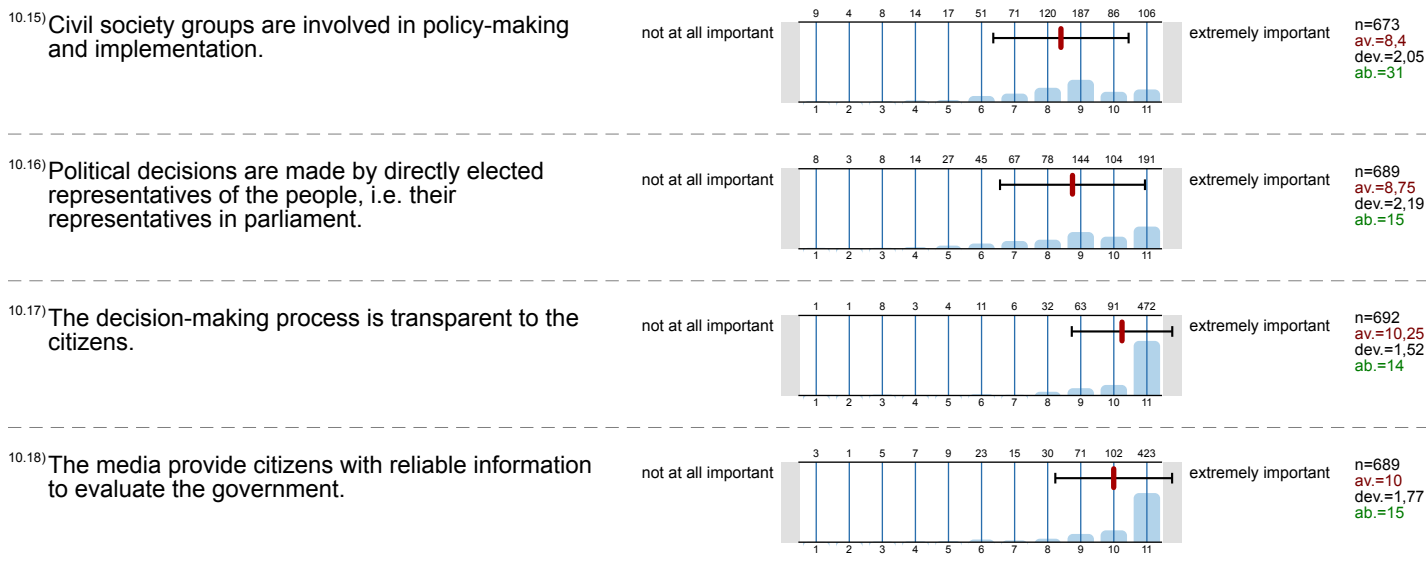 10.15) Civil society groups are involved in policy-making
and implementation.
not at all important
9 4 8 14 17 51 71 120 187 86 106
1 2 3 4 5 6 7 8 9 10 11
extremely important
n=673
av.=8,4
dev.=2,05
ab.=31
10.16) Political decisions are made by directly elected
representatives of the people, i.e. their
representatives in parliament.
not at all important
8 3 8 14 27 45 67 78 144 104 191
1 2 3 4 5 6 7 8 9 10 11
extremely important
n=689
av.=8,75
dev.=2,19
ab.=15
10.17) The decision-making process is transparent to the
citizens.
not at all important
1 1 8 3 4 11 6 32 63 91 472
1 2 3 4 5 6 7 8 9 10 11
extremely important
n=692
av.=10,25
dev.=1,52
ab.=14
10.18) The media provide citizens with reliable information
to evaluate the government.
not at all important
3 1 5 7 9 23 15 30 71 102 423
1 2 3 4 5 6 7 8 9 10 11
extremely important
n=689
av.=10
dev.=1,77
ab.=15